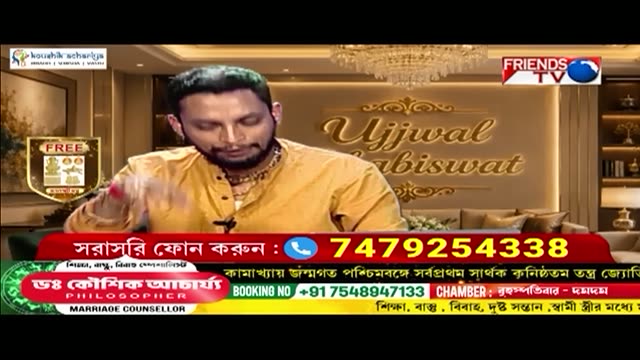 koushik achariya
FRIENDS
TV
Ujjwal
abiswat
FREE
সরাসরি ফোন করুন : 7479254338
শিক্ষা, বাস্তু, বিবাহ স্পেশালিস্ট
ডঃ কৌশিক আচার্য্য
PHILOSOPHER
MARRIAGE COUNSELLOR
কামাখ্যায় জন্মগত পশ্চিমবঙ্গে সর্বপ্রথম সার্থক কনিষ্ঠতম তন্ত্র জ্যোতি
BOOKING NO +91 7548947133
CHAMBER : বৃহস্পতিবার - দমদম
শিক্ষা, বাস্তু , বিবাহ, দুষ্ট সন্তান ,স্বামী স্ত্রীর মধ্যে ম